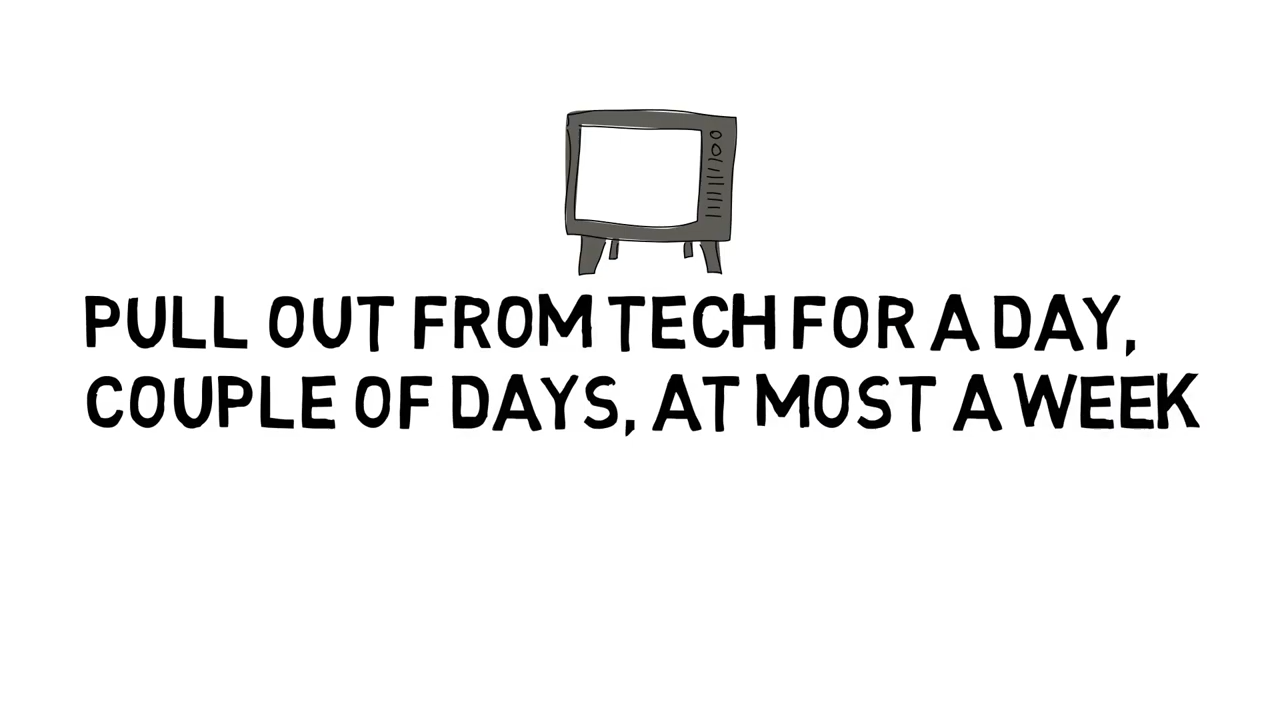 PULL OUT FROM TECH FOR A DAY,
COUPLE OF DAYS, AT MOST A WEEK